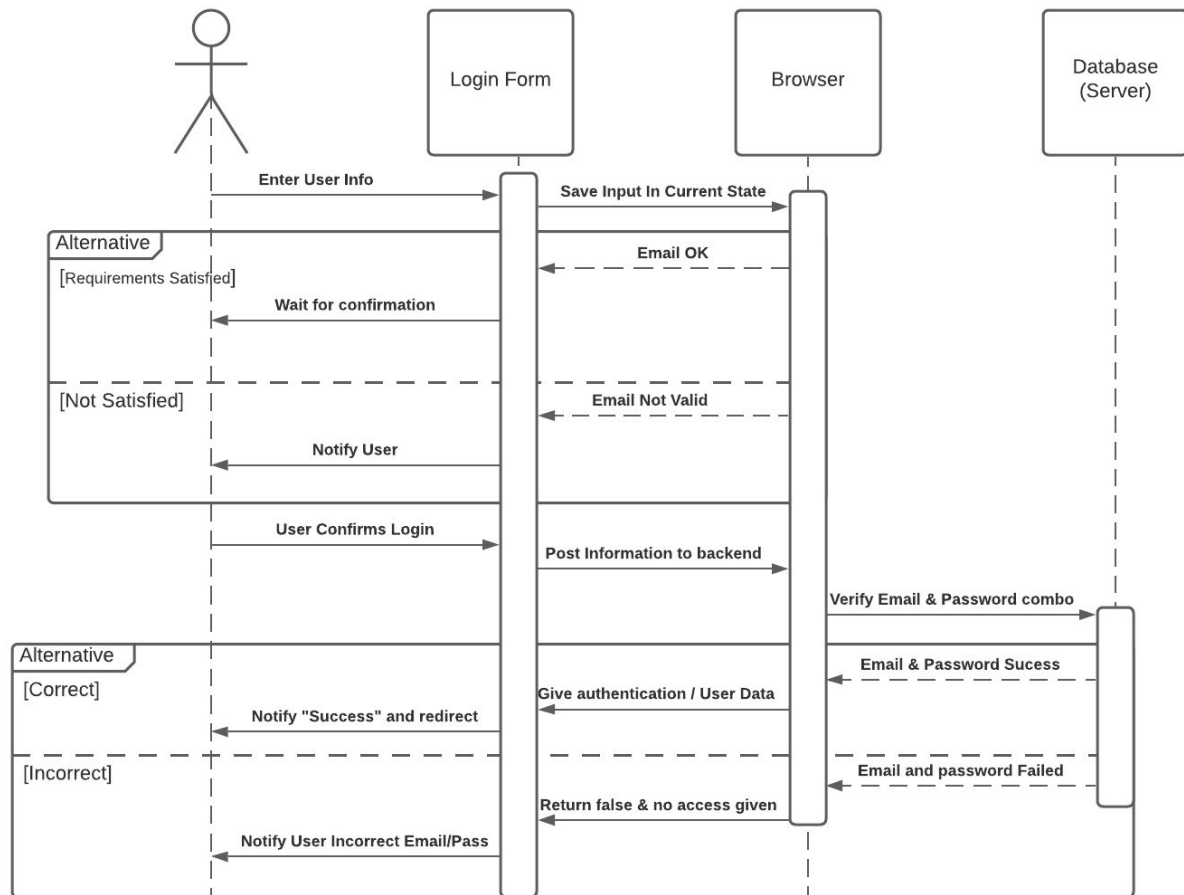 Login Form
Browser
Database
(Server)
Enter User Info
Save Input In Current State
Alternative
Email OK
[Requirements Satisfied]
Wait for confirmation
[Not Satisfied]
Email Not Valid
Notify User
User Confirms Login
Post Information to backend
Verify Email & Password combo
Alternative
Email & Password Sucess
[Correct]
Give authentication / User Data
Notify "Success" and redirect
[Incorrect]
Email and password Failed
Return false & no access given
Notify User Incorrect Email/Pass